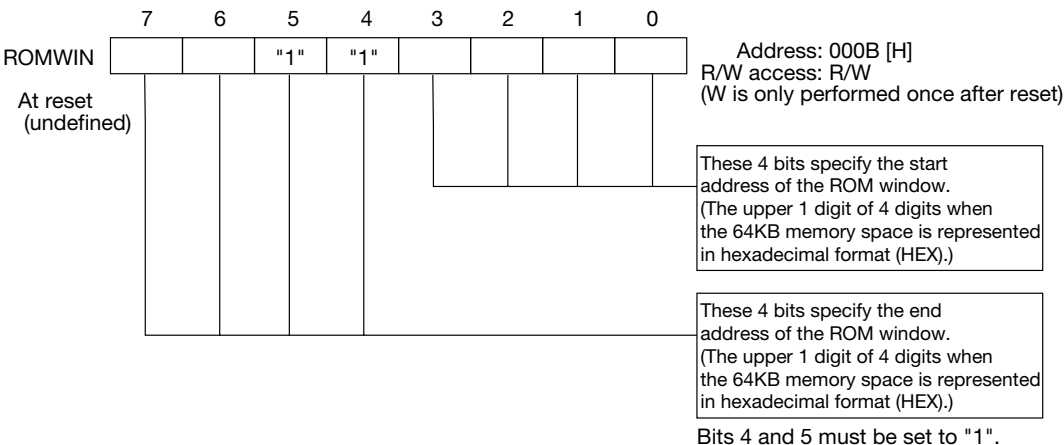 7 6 5 4 3 2 1 0
ROMWIN "1" "1"
Address: 000B [H]
R/W access: R/W
(W is only performed once after reset)
At reset
(undefined)
These 4 bits specify the start
address of the ROM window.
(The upper 1 digit of 4 digits when
the 64KB memory space is represented
in hexadecimal format (HEX).)
These 4 bits specify the end
address of the ROM window.
(The upper 1 digit of 4 digits when
the 64KB memory space is represented
in hexadecimal format (HEX).)
Bits 4 and 5 must be set to "1".